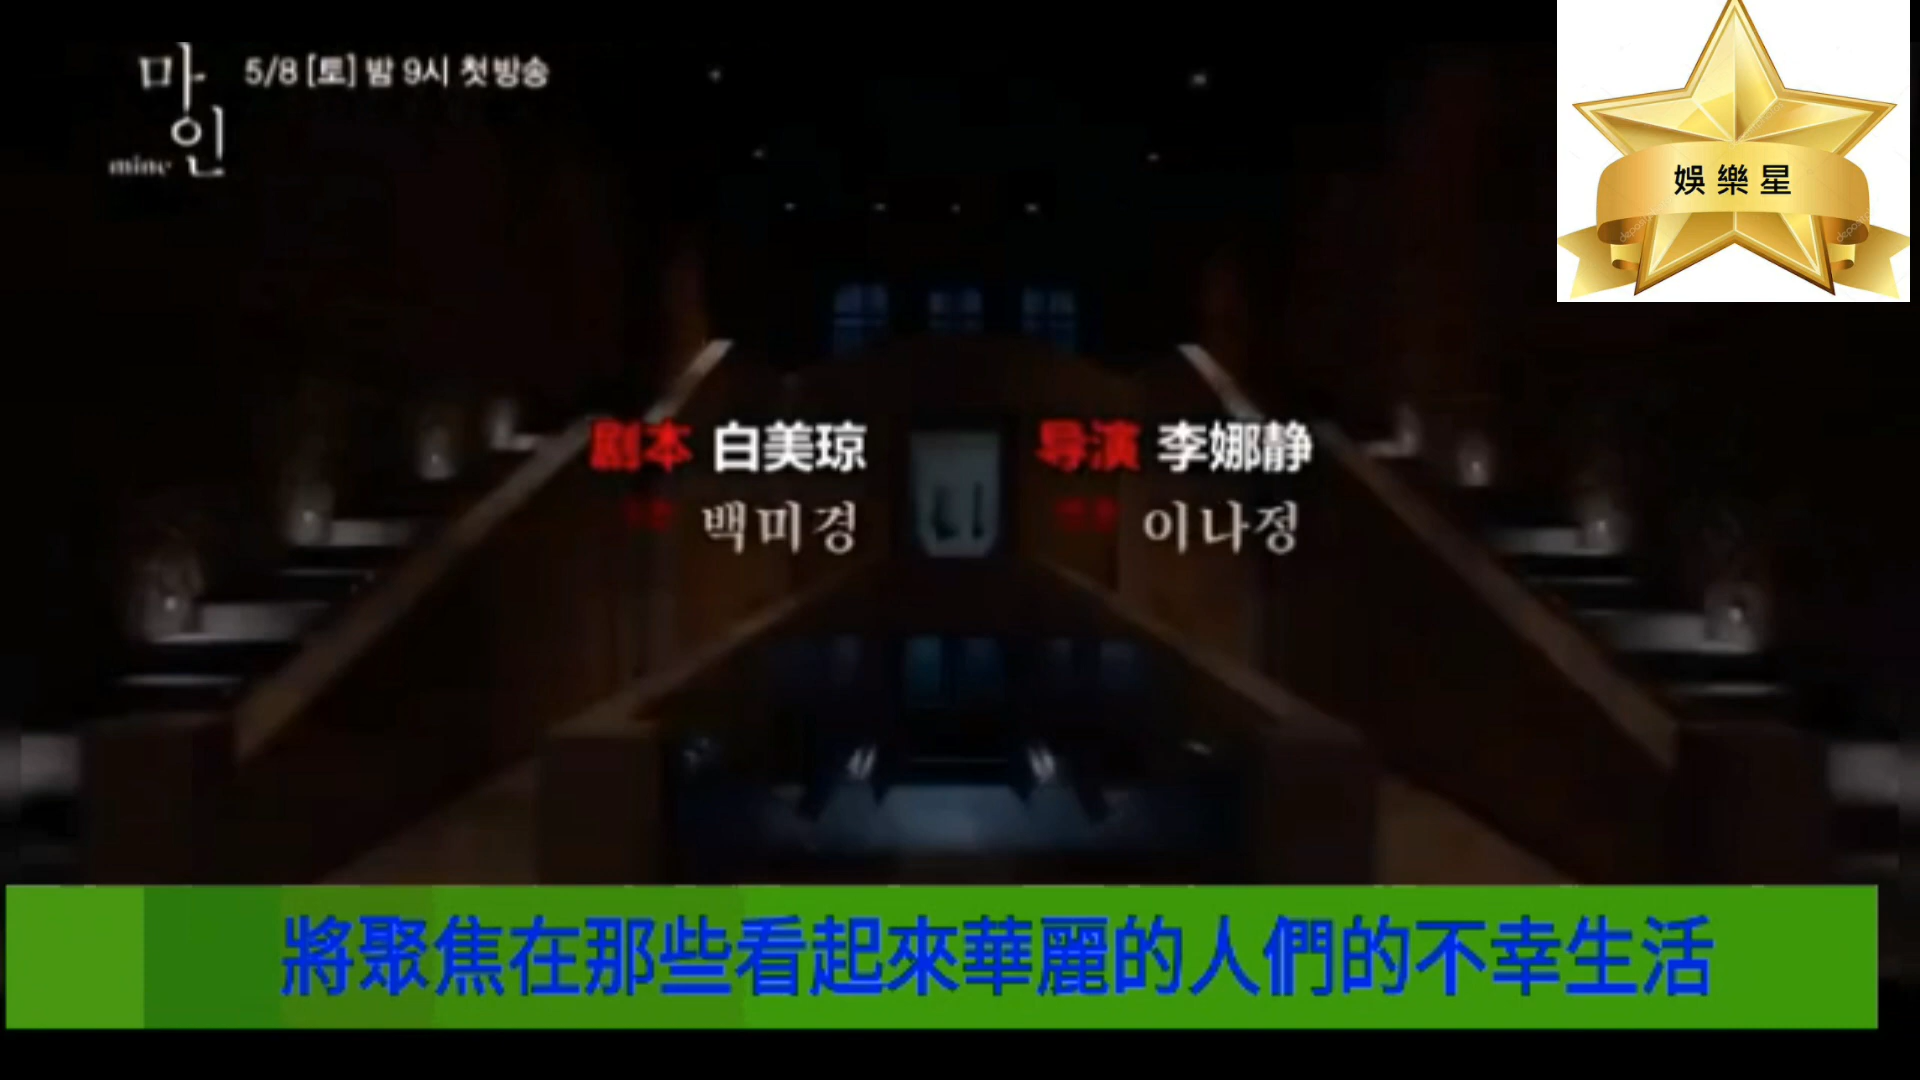 마인
mine
5/8 [토] 밤 9시 첫방송
娛樂星
剧本 白美琼
导演 李娜静
백미경
이나정
將聚焦在那些看起來華麗的人們的不幸生活